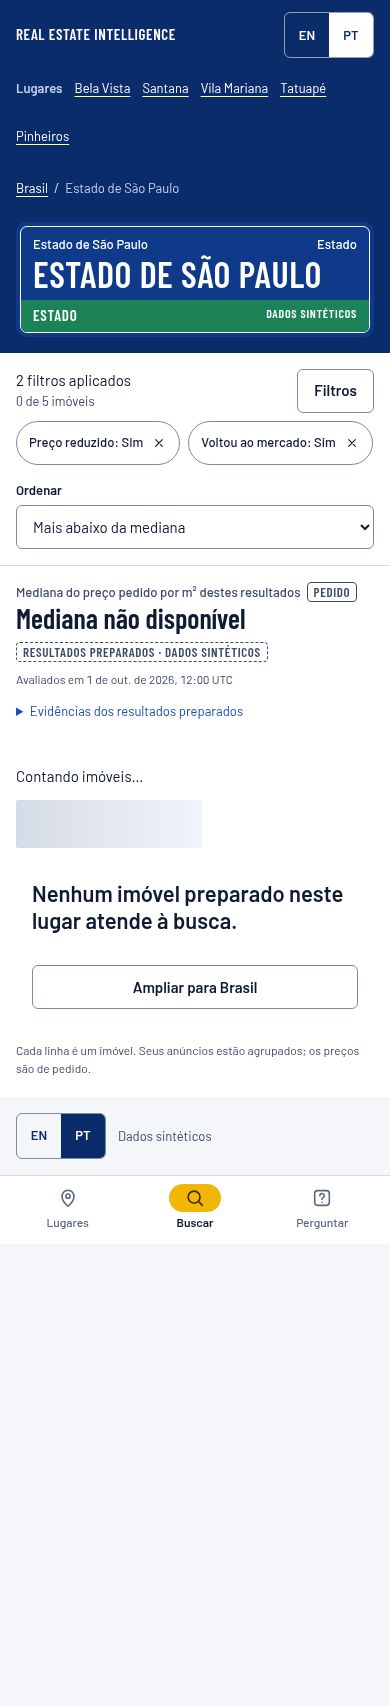 REAL ESTATE INTELLIGENCE
EN PT
Lugares Bela Vista Santana Vila Mariana Tatuapé
Pinheiros
Brasil / Estado de São Paulo
Estado de São Paulo Estado
ESTADO DE SÃO PAULO
ESTADO DADOS SINTÉTICOS
2 filtros aplicados
0 de 5 imóveis
Filtros
Preço reduzido: Sim × Voltou ao mercado: Sim ×
Ordenar
Mais abaixo da mediana
Mediana do preço pedido por m² destes resultados PEDIDO
Mediana não disponível
RESULTADOS PREPARADOS · DADOS SINTÉTICOS
Avaliados em 1 de out. de 2026, 12:00 UTC
▶ Evidências dos resultados preparados
Contando imóveis…
Nenhum imóvel preparado neste
lugar atende à busca.
Ampliar para Brasil
Cada linha é um imóvel. Seus anúncios estão agrupados; os preços
são de pedido.
EN PT Dados sintéticos
Lugares Buscar Perguntar